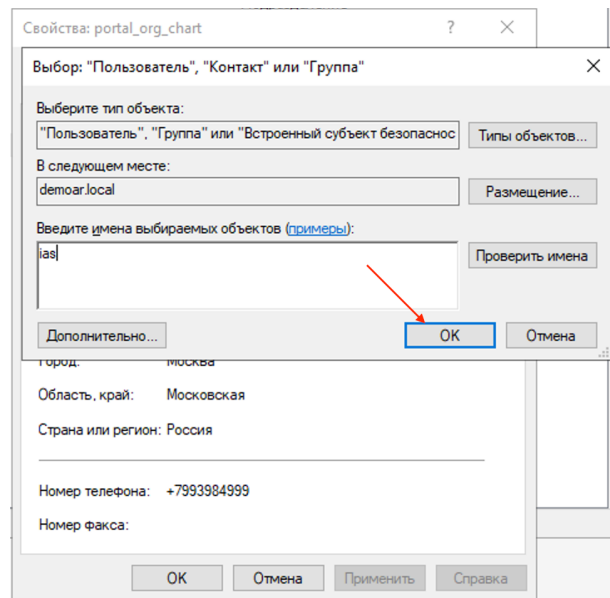 Свойства: portal_org_chart
?
Выбор: "Пользователь", "Контакт" или "Группа"
Выберите тип объекта:
"Пользователь", "Группа" или "Встроенный субъект безопаснос
Типы объектов...
В следующем месте:
demoar.local
Размещение...
Введите имена выбираемых объектов (примеры):
ias
Проверить имена
Дополнительно...
OK
Отмена
Город:
Москва
Область, край:
Московская
Страна или регион:
Россия
Номер телефона:
+7993984999
Номер факса:
OK
Отмена
Применить
Справка